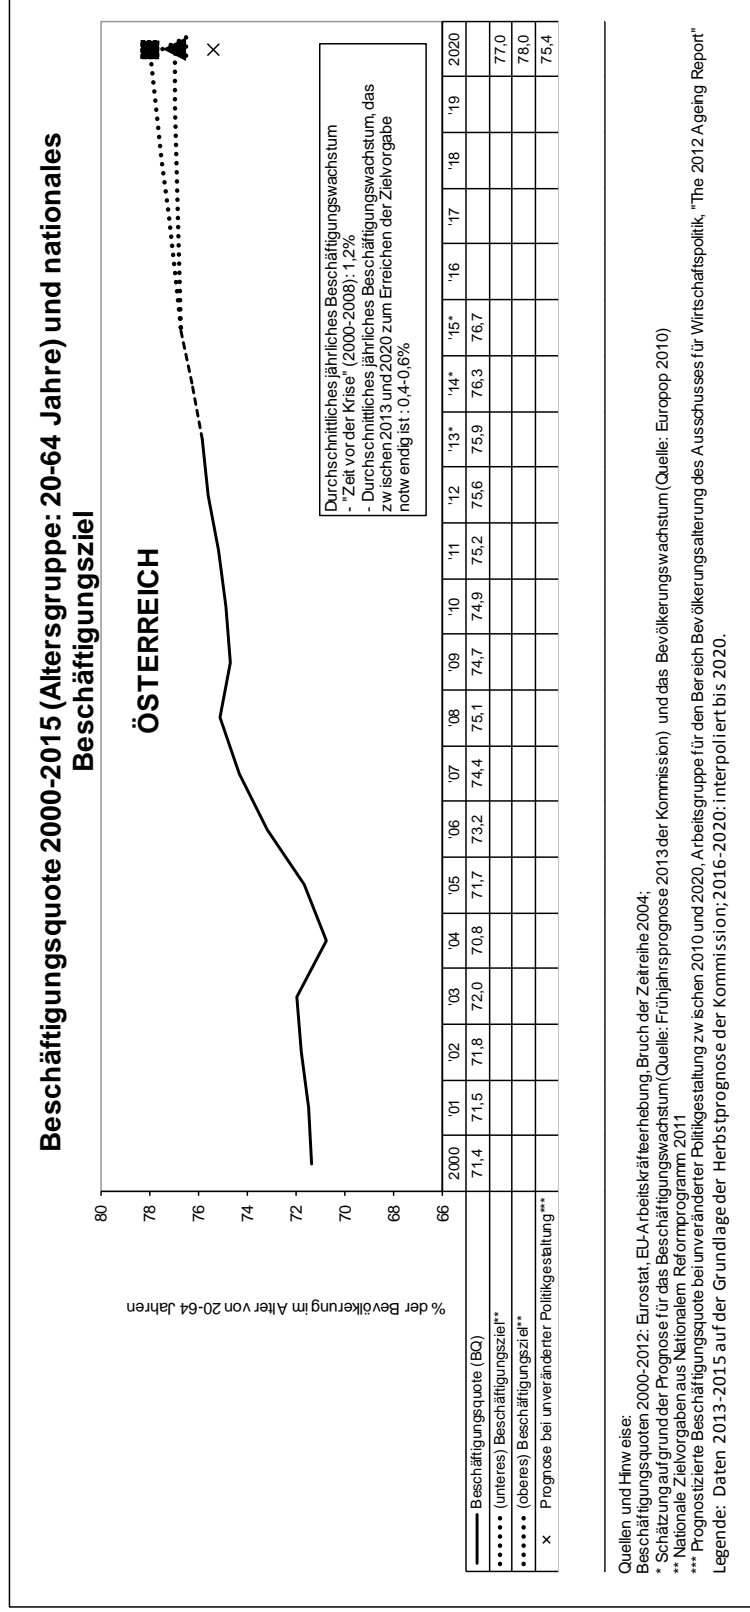 Beschäftigungsquote 2000-2015 (Altersgruppe: 20-64 Jahre) und nationales
Beschäftigungsziel
ÖSTERREICH
% der Bevölkerung im Alter von 20-64 Jahren
80
78
76
74
72
70
68
66
Durchschnittliches jährliches Beschäftigungswachstum
- "Zeit vor der Krise" (2000-2008): 1,2%
- Durchschnittliches jährliches Beschäftigungswachstum, das
zwischen 2013 und 2020 zum Erreichen der Zielvorgabe
notwendig ist : 0,4-0,6%
2000 '01 '02 '03 '04 '05 '06 '07 '08 '09 '10 '11 '12 '13* '14* '15* '16 '17 '18 '19 2020
Beschäftigungsquote (BQ) 71,4 71,5 71,8 72,0 70,8 71,7 73,2 74,4 75,1 74,7 74,9 75,2 75,6 75,9 76,3 76,7
(unteres) Beschäftigungsziel** 77,0
(oberes) Beschäftigungsziel** 78,0
× Prognose bei unveränderter Politikgestaltung*** 75,4
Quellen und Hinweise:
Beschäftigungsquoten 2000-2012: Eurostat, EU-Arbeitskräfteerhebung, Bruch der Zeitreihe 2004;
* Schätzung aufgrund der Prognose für das Beschäftigungswachstum (Quelle: Frühjahrsprognose 2013 der Kommission) und das Bevölkerungswachstum (Quelle: Europop 2010)
** Nationale Zielvorgaben aus Nationalem Reformprogramm 2011
*** Prognostizierte Beschäftigungsquote bei unveränderter Politikgestaltung zwischen 2010 und 2020, Arbeitsgruppe für den Bereich Bevölkerungsalterung des Ausschusses für Wirtschaftspolitik, "The 2012 Ageing Report"
Legende: Daten 2013-2015 auf der Grundlage der Herbstprognose der Kommission; 2016-2020: interpoliert bis 2020.